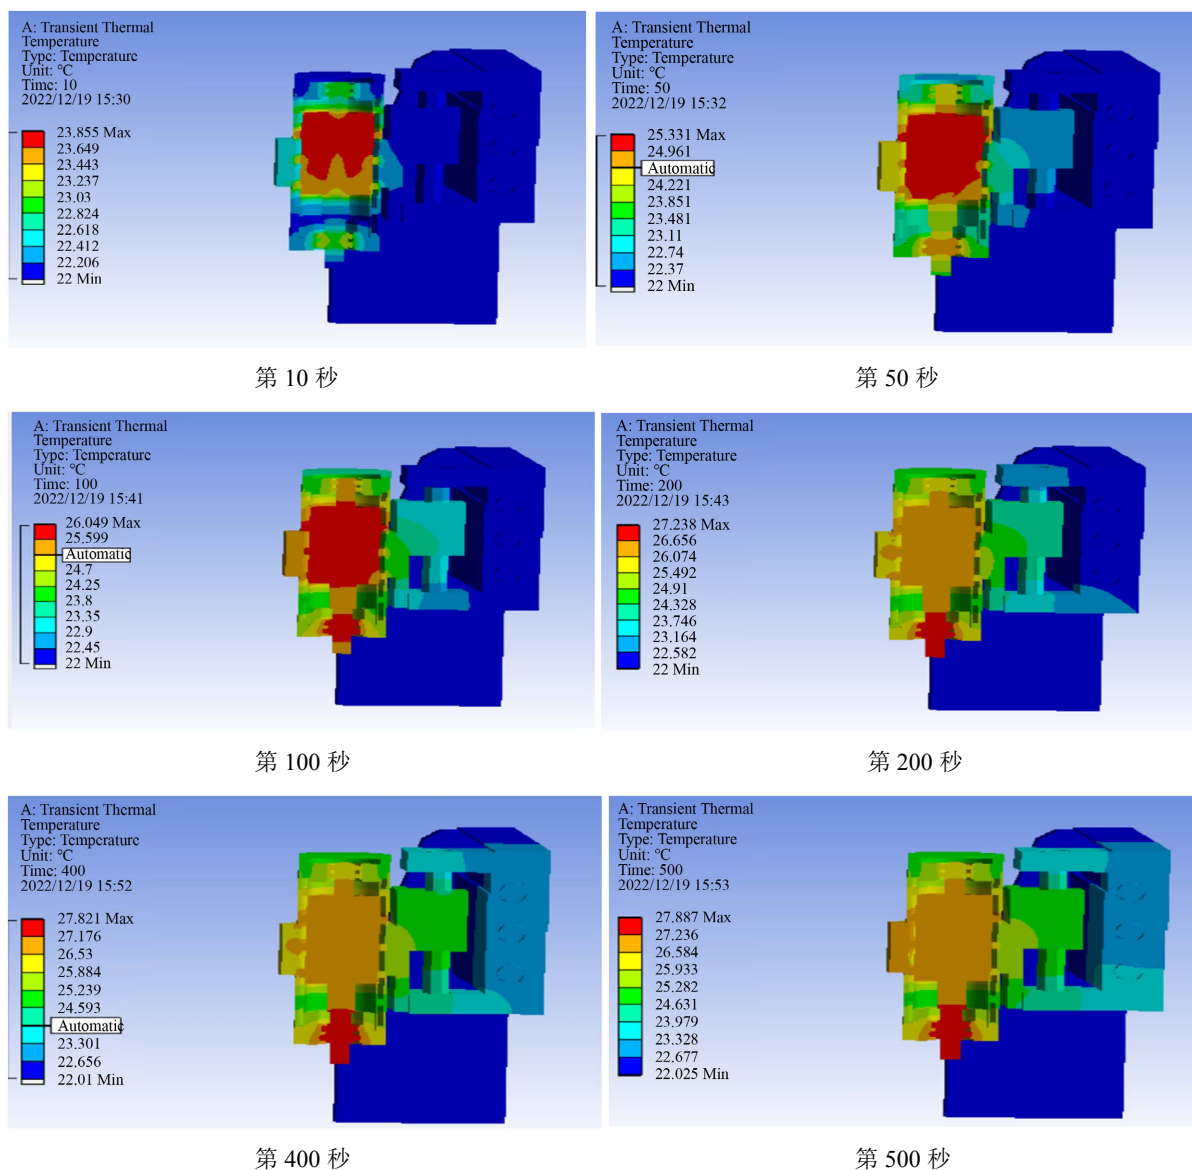 A: Transient Thermal
Temperature
Type: Temperature
Unit: °C
Time: 10
2022/12/19 15:30
23.855 Max
23.649
23.443
23.237
23.03
22.824
22.618
22.412
22.206
22 Min
第 10 秒
A: Transient Thermal
Temperature
Type: Temperature
Unit: °C
Time: 50
2022/12/19 15:32
25.331 Max
24.961
Automatic
24.221
23.851
23.481
23.11
22.74
22.37
22 Min
第 50 秒
A: Transient Thermal
Temperature
Type: Temperature
Unit: °C
Time: 100
2022/12/19 15:41
26.049 Max
25.599
Automatic
24.7
24.25
23.8
23.35
22.9
22.45
22 Min
第 100 秒
A: Transient Thermal
Temperature
Type: Temperature
Unit: °C
Time: 200
2022/12/19 15:43
27.238 Max
26.656
26.074
25.492
24.91
24.328
23.746
23.164
22.582
22 Min
第 200 秒
A: Transient Thermal
Temperature
Type: Temperature
Unit: °C
Time: 400
2022/12/19 15:52
27.821 Max
27.176
26.53
25.884
25.239
24.593
Automatic
23.301
22.656
22.01 Min
第 400 秒
A: Transient Thermal
Temperature
Type: Temperature
Unit: °C
Time: 500
2022/12/19 15:53
27.887 Max
27.236
26.584
25.933
25.282
24.631
23.979
23.328
22.677
22.025 Min
第 500 秒